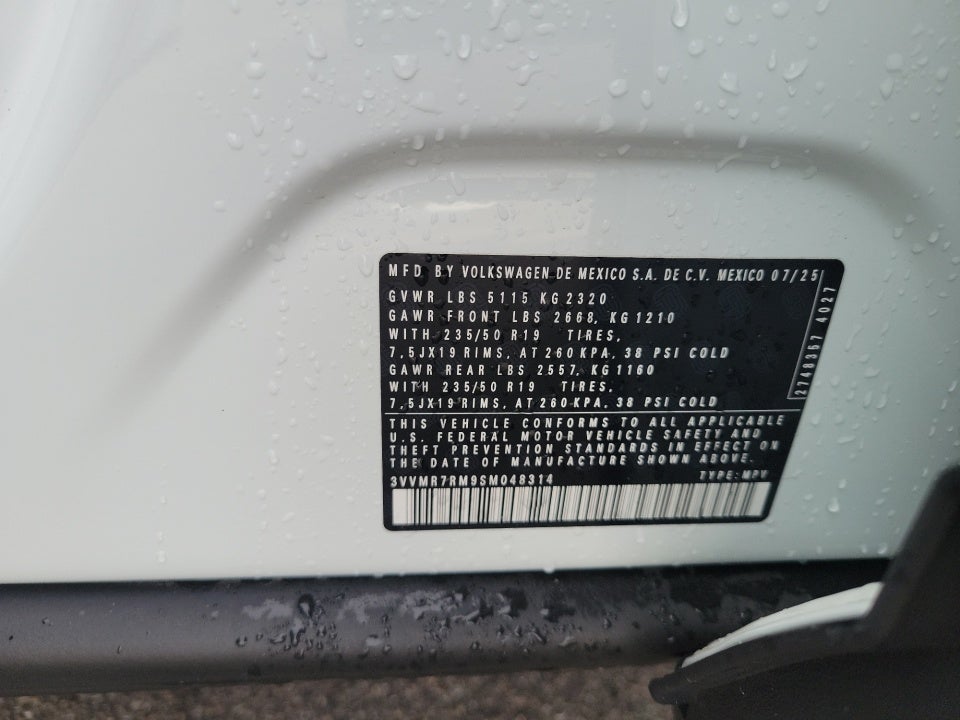 MFD. BY VOLKSWAGEN DE MEXICO S.A. DE C.V. MEXICO 07/25
GVWR LBS 5115 KG 2320
GAWR FRONT LBS 2668, KG 1210
WITH 235/50 R19 TIRES,
7,5JX19 RIMS, AT 260 KPA, 38 PSI COLD
GAWR REAR LBS 2557, KG 1160
WITH 235/50 R19 TIRES,
7,5JX19 RIMS, AT 260 KPA, 38 PSI COLD
2748357 4027
THIS VEHICLE CONFORMS TO ALL APPLICABLE
U.S. FEDERAL MOTOR VEHICLE SAFETY AND
THEFT PREVENTION STANDARDS IN EFFECT ON
THE DATE OF MANUFACTURE SHOWN ABOVE.
3VVMR7RM9SM048314 TYPE: MPV